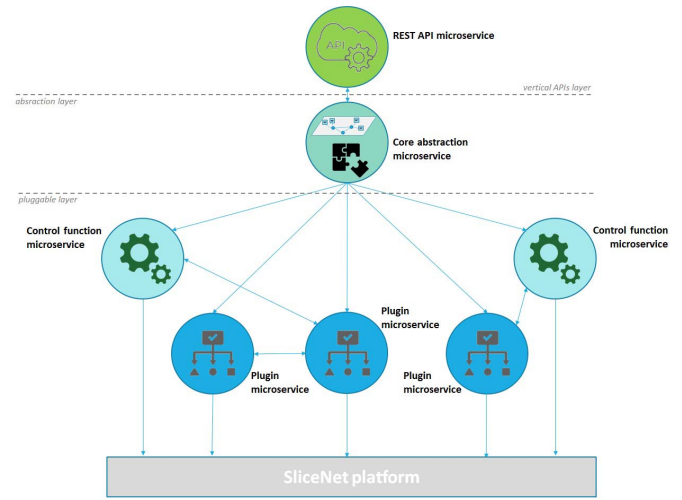 API
REST API microservice
vertical APIs layer
absraction layer
Core abstraction
microservice
pluggable layer
Control function
microservice
Control function
microservice
Plugin
microservice
Plugin
microservice
Plugin
microservice
SliceNet platform